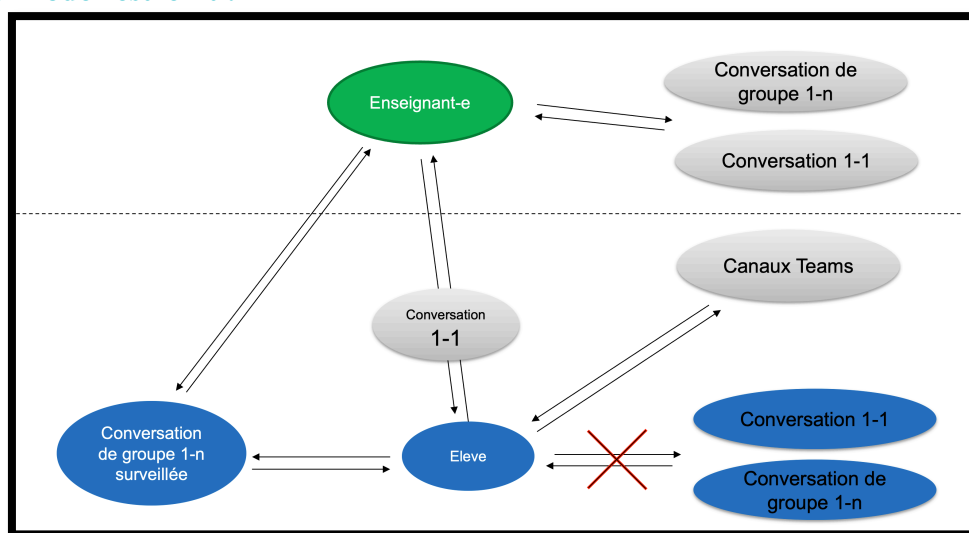 Enseignant-e
Conversation de
groupe 1-n
Conversation 1-1
Canaux Teams
Conversation
1-1
Conversation
de groupe 1-n
surveillée
Eleve
Conversation 1-1
Conversation de
groupe 1-n